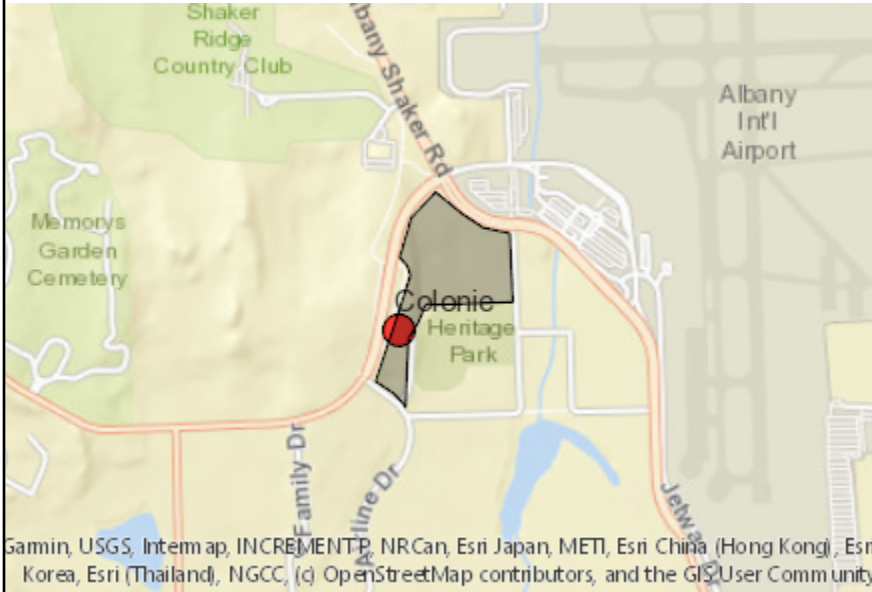 Shaker
Ridge
Country Club
bany Shaker Rd
Albany
Int'l
Airport
Memorys
Garden
Cemetery
Colonie
Heritage
Park
Family Dr
Airline Dr
Jetwa
Garmin, USGS, Intermap, INCREMENT P, NRCan, Esri Japan, METI, Esri China (Hong Kong), Esri
Korea, Esri (Thailand), NGCC, (c) OpenStreetMap contributors, and the GIS User Community